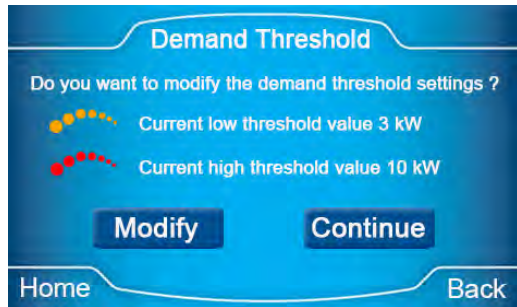 Demand Threshold
Do you want to modify the demand threshold settings ?
Current low threshold value 3 kW
Current high threshold value 10 kW
Modify Continue
Home Back